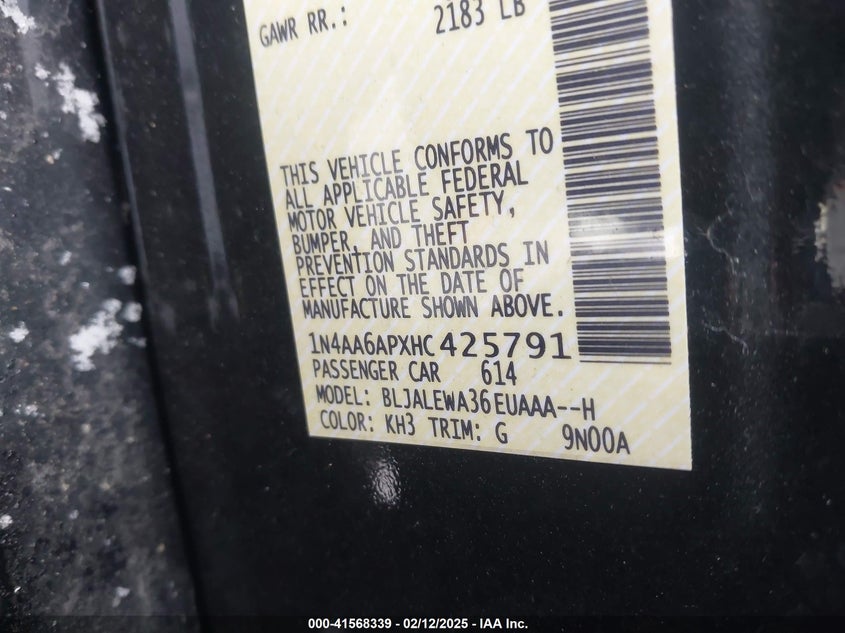 GAWR RR.: 2183 LB
THIS VEHICLE CONFORMS TO
ALL APPLICABLE FEDERAL
MOTOR VEHICLE SAFETY,
BUMPER, AND THEFT
PREVENTION STANDARDS IN
EFFECT ON THE DATE OF
MANUFACTURE SHOWN ABOVE.
1N4AA6APXHC425791
PASSENGER CAR 614
MODEL: BLJALEWA36EUAAA--H
COLOR: KH3 TRIM: G 9N00A
000-41568339 - 02/12/2025 - IAA Inc.